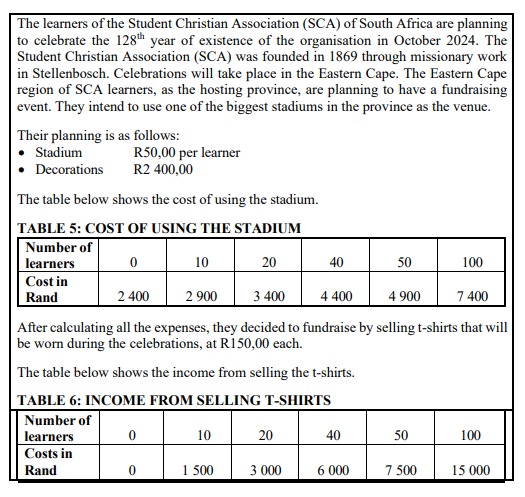 The learners of the Student Christian Association (SCA) of South Africa are planning
to celebrate the 128th year of existence of the organisation in October 2024. The
Student Christian Association (SCA) was founded in 1869 through missionary work
in Stellenbosch. Celebrations will take place in the Eastern Cape. The Eastern Cape
region of SCA learners, as the hosting province, are planning to have a fundraising
event. They intend to use one of the biggest stadiums in the province as the venue.
Their planning is as follows:
• Stadium R50,00 per learner
• Decorations R2 400,00
The table below shows the cost of using the stadium.
TABLE 5: COST OF USING THE STADIUM
Number of
learners 0 10 20 40 50 100
Cost in
Rand 2 400 2 900 3 400 4 400 4 900 7 400
After calculating all the expenses, they decided to fundraise by selling t-shirts that will
be worn during the celebrations, at R150,00 each.
The table below shows the income from selling the t-shirts.
TABLE 6: INCOME FROM SELLING T-SHIRTS
Number of
learners 0 10 20 40 50 100
Costs in
Rand 0 1 500 3 000 6 000 7 500 15 000